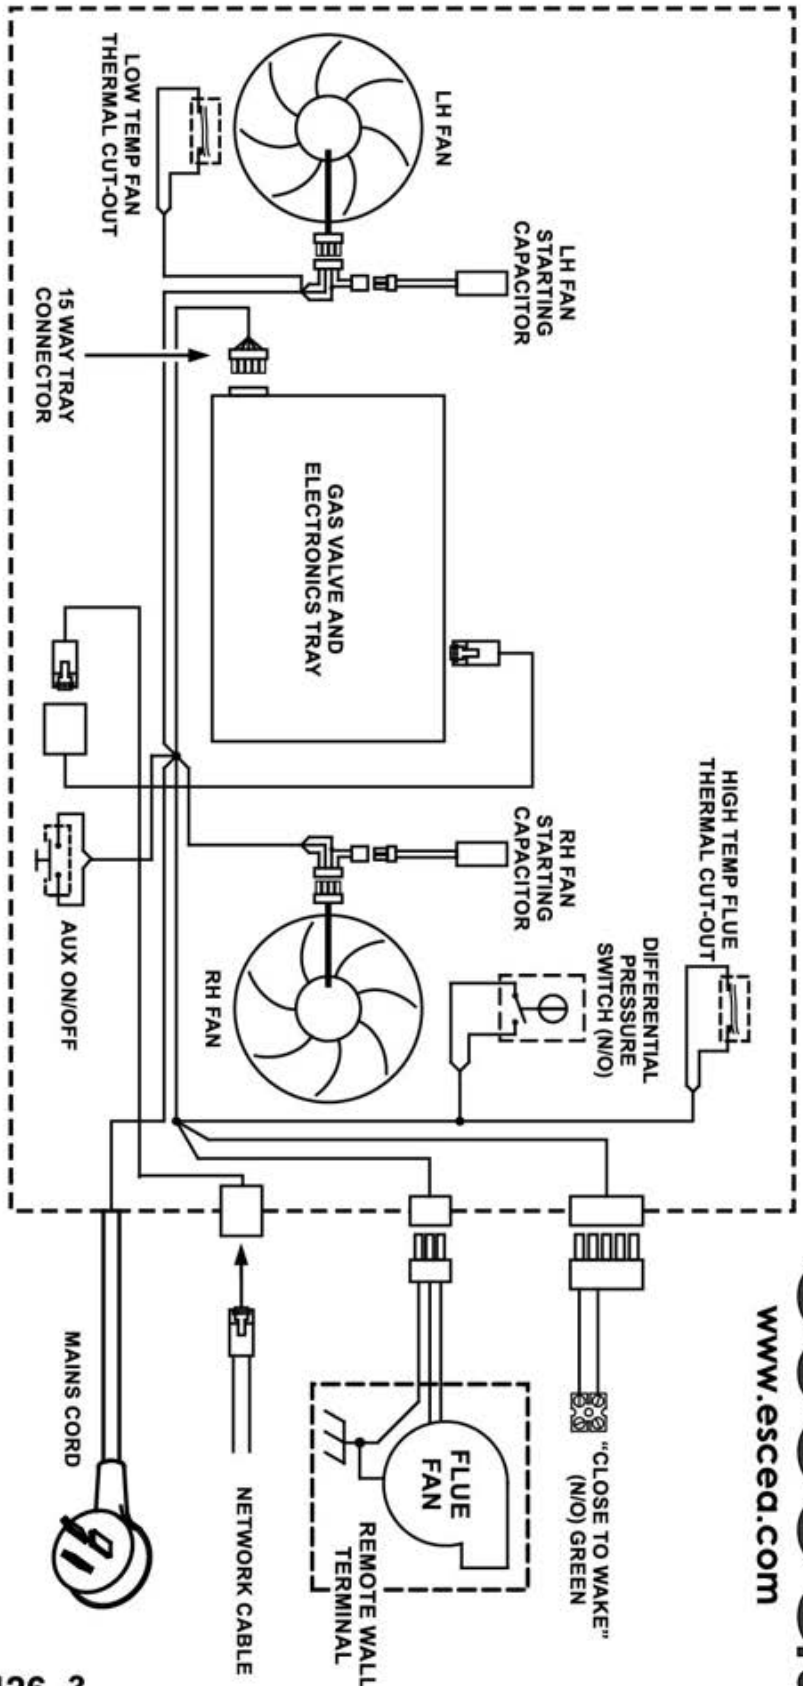 LOW TEMP FAN
THERMAL CUT-OUT
LH FAN
LH FAN
STARTING
CAPACITOR
15 WAY TRAY
CONNECTOR
GAS VALVE AND
ELECTRONICS TRAY
HIGH TEMP FLUE
THERMAL CUT-OUT
RH FAN
STARTING
CAPACITOR
DIFFERENTIAL
PRESSURE
SWITCH (N/O)
AUX ON/OFF
RH FAN
www.escea.com
"CLOSE TO WAKE"
(N/O) GREEN
FLUE
FAN
REMOTE WALL
TERMINAL
NETWORK CABLE
MAINS CORD